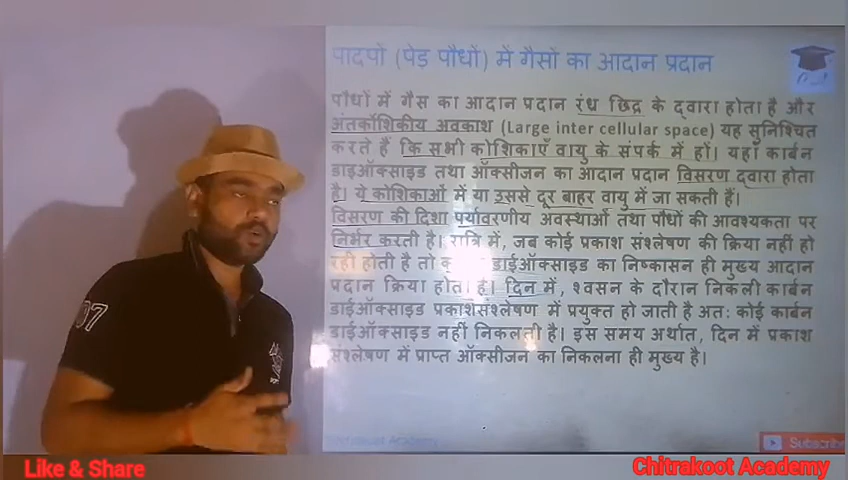 पादपों (पेड़ पौधों) में गैसों का आदान प्रदान
पौधों में गैस का आदान प्रदान रंध्र छिद्र के द्वारा होता है और
अंतकौशिकीय अवकाश (Large inter cellular space) यह सुनिश्चित
करते हैं कि सभी कोशिकाएँ वायु के संपर्क में हों। यहाँ कार्बन
डाइऑक्साइड तथा ऑक्सीजन का आदान प्रदान विसरण द्वारा होता
है। ये कोशिकाओं में या उससे दूर बाहर वायु में जा सकती हैं।
विसरण की दिशा पर्यावरणीय अवस्थाओं तथा पौधों की आवश्यकता पर
निर्भर करती है। रात्रि में, जब कोई प्रकाश संश्लेषण की क्रिया नहीं हो
रही होती है तो डाईऑक्साइड का निष्कासन ही मुख्य आदान
प्रदान क्रिया होता है। दिन में, श्वसन के दौरान निकली कार्बन
डाईऑक्साइड प्रकाशसंश्लेषण में प्रयुक्त हो जाती है अतः कोई कार्बन
डाईऑक्साइड नहीं निकलती है। इस समय अर्थात, दिन में प्रकाश
संश्लेषण में प्राप्त ऑक्सीजन का निकलना ही मुख्य है।
07
Chitrakoot Academy
Subscribe
Like & Share
Chitrakoot Academy